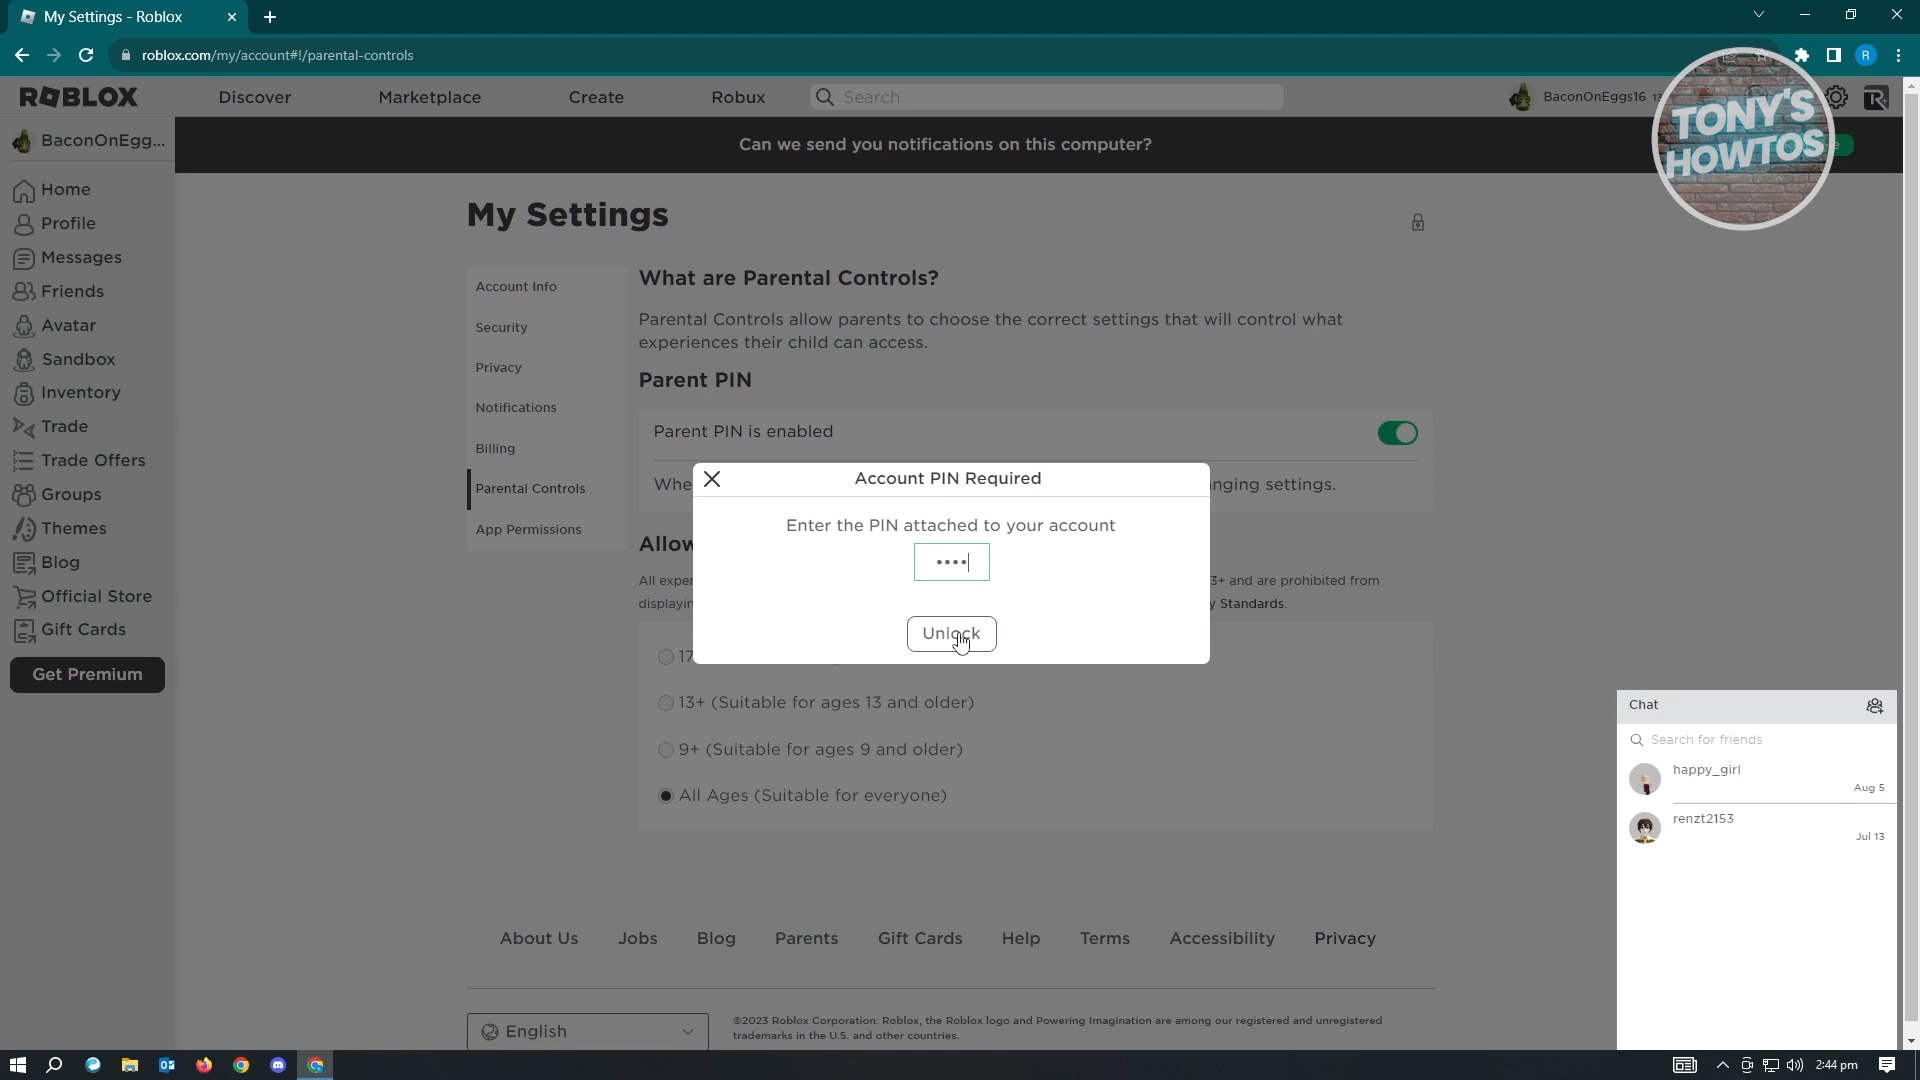 My Settings - Roblox
roblox.com/my/account#!/parental-controls
R
ROBLOX
Discover
Marketplace
Create
Robux
Search
BaconOnEggs16
TONY'S
HOWTOS
BaconOnEgg...
Can we send you notifications on this computer?
Home
Profile
Messages
Friends
Avatar
Sandbox
Inventory
Trade
Trade Offers
Groups
Themes
Blog
Official Store
Gift Cards
Get Premium
My Settings
Account Info
Security
Privacy
Notifications
Billing
Parental Controls
App Permissions
What are Parental Controls?
Parental Controls allow parents to choose the correct settings that will control what
experiences their child can access.
Parent PIN
Parent PIN is enabled
settings.
Account PIN Required
Enter the PIN attached to your account
••••
Unlock
3+ and are prohibited from
Standards.
13+ (Suitable for ages 13 and older)
9+ (Suitable for ages 9 and older)
All Ages (Suitable for everyone)
Chat
Search for friends
happy_girl
Aug 5
renzt2153
Jul 13
About Us
Jobs
Blog
Parents
Gift Cards
Help
Terms
Accessibility
Privacy
English
©2023 Roblox Corporation. Roblox, the Roblox logo and Powering Imagination are among our registered and unregistered
trademarks in the U.S. and other countries.
2:44 pm